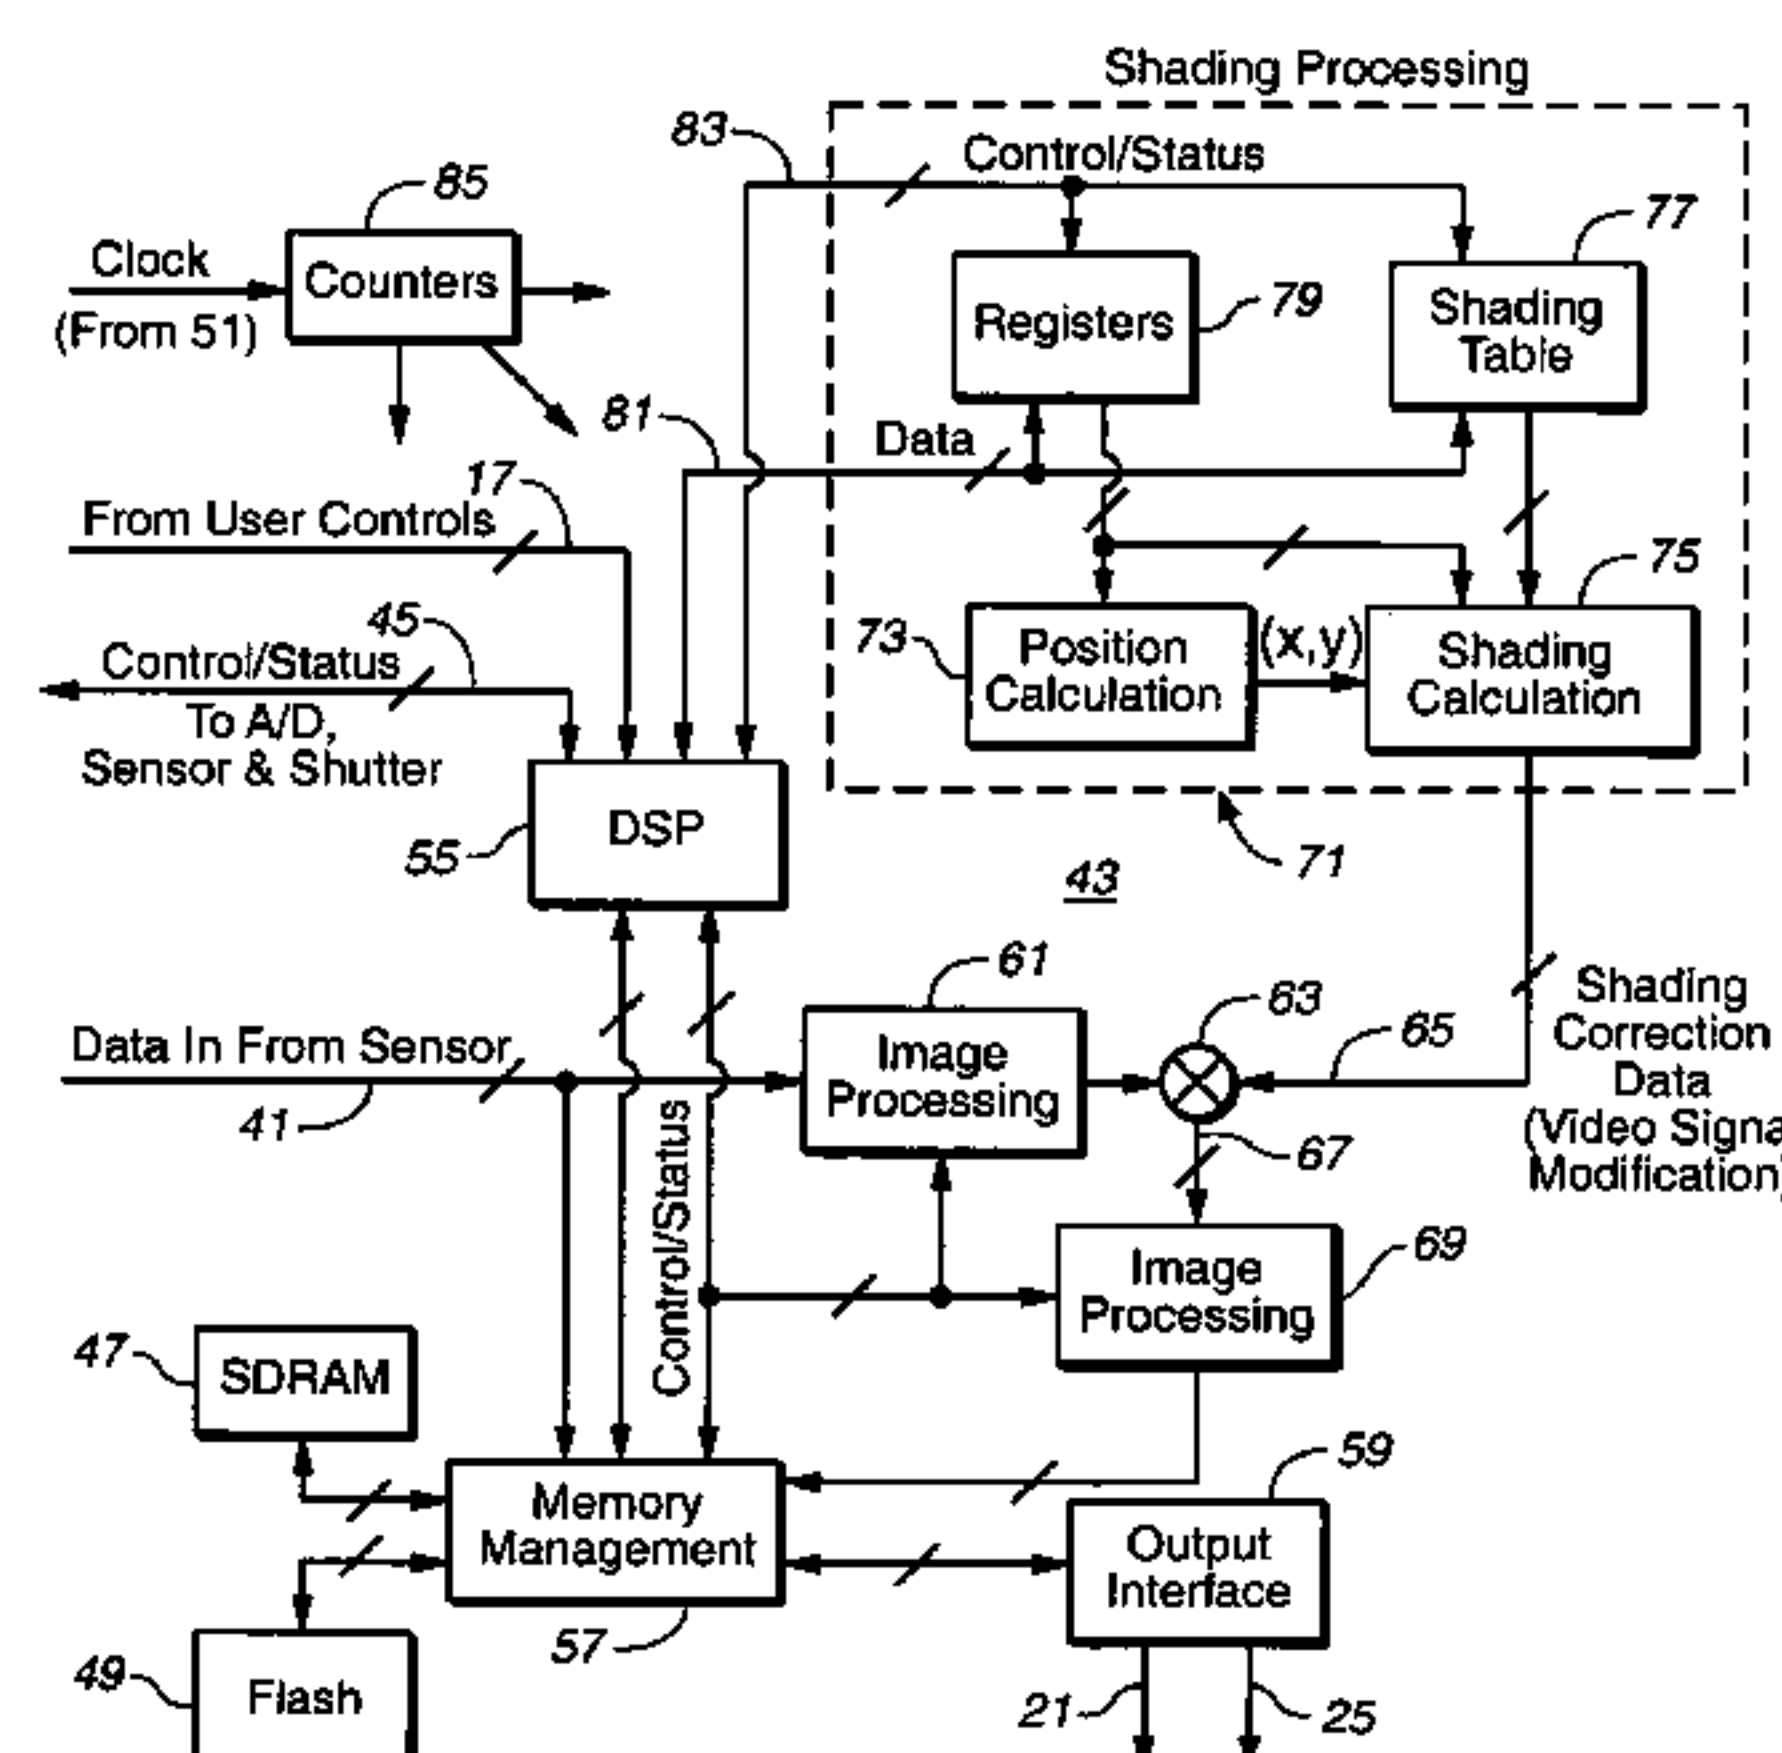 Shading Processing
83
Control/Status
85
77
Clock
Counters
(From 51)
Registers
79
Shading
Table
81
Data
17
From User Controls
75
45
Control/Status
To A/D,
Sensor & Shutter
73
Position
Calculation
(x,y)
Shading
Calculation
DSP
55
71
43
61
63
Data In From Sensor
41
Image
Processing
65
Shading
Correction
Data
(Video Signa
Modification)
67
Control/Status
Image
Processing
69
47
SDRAM
59
Memory
Management
Output
Interface
57
49
Flash
21
25